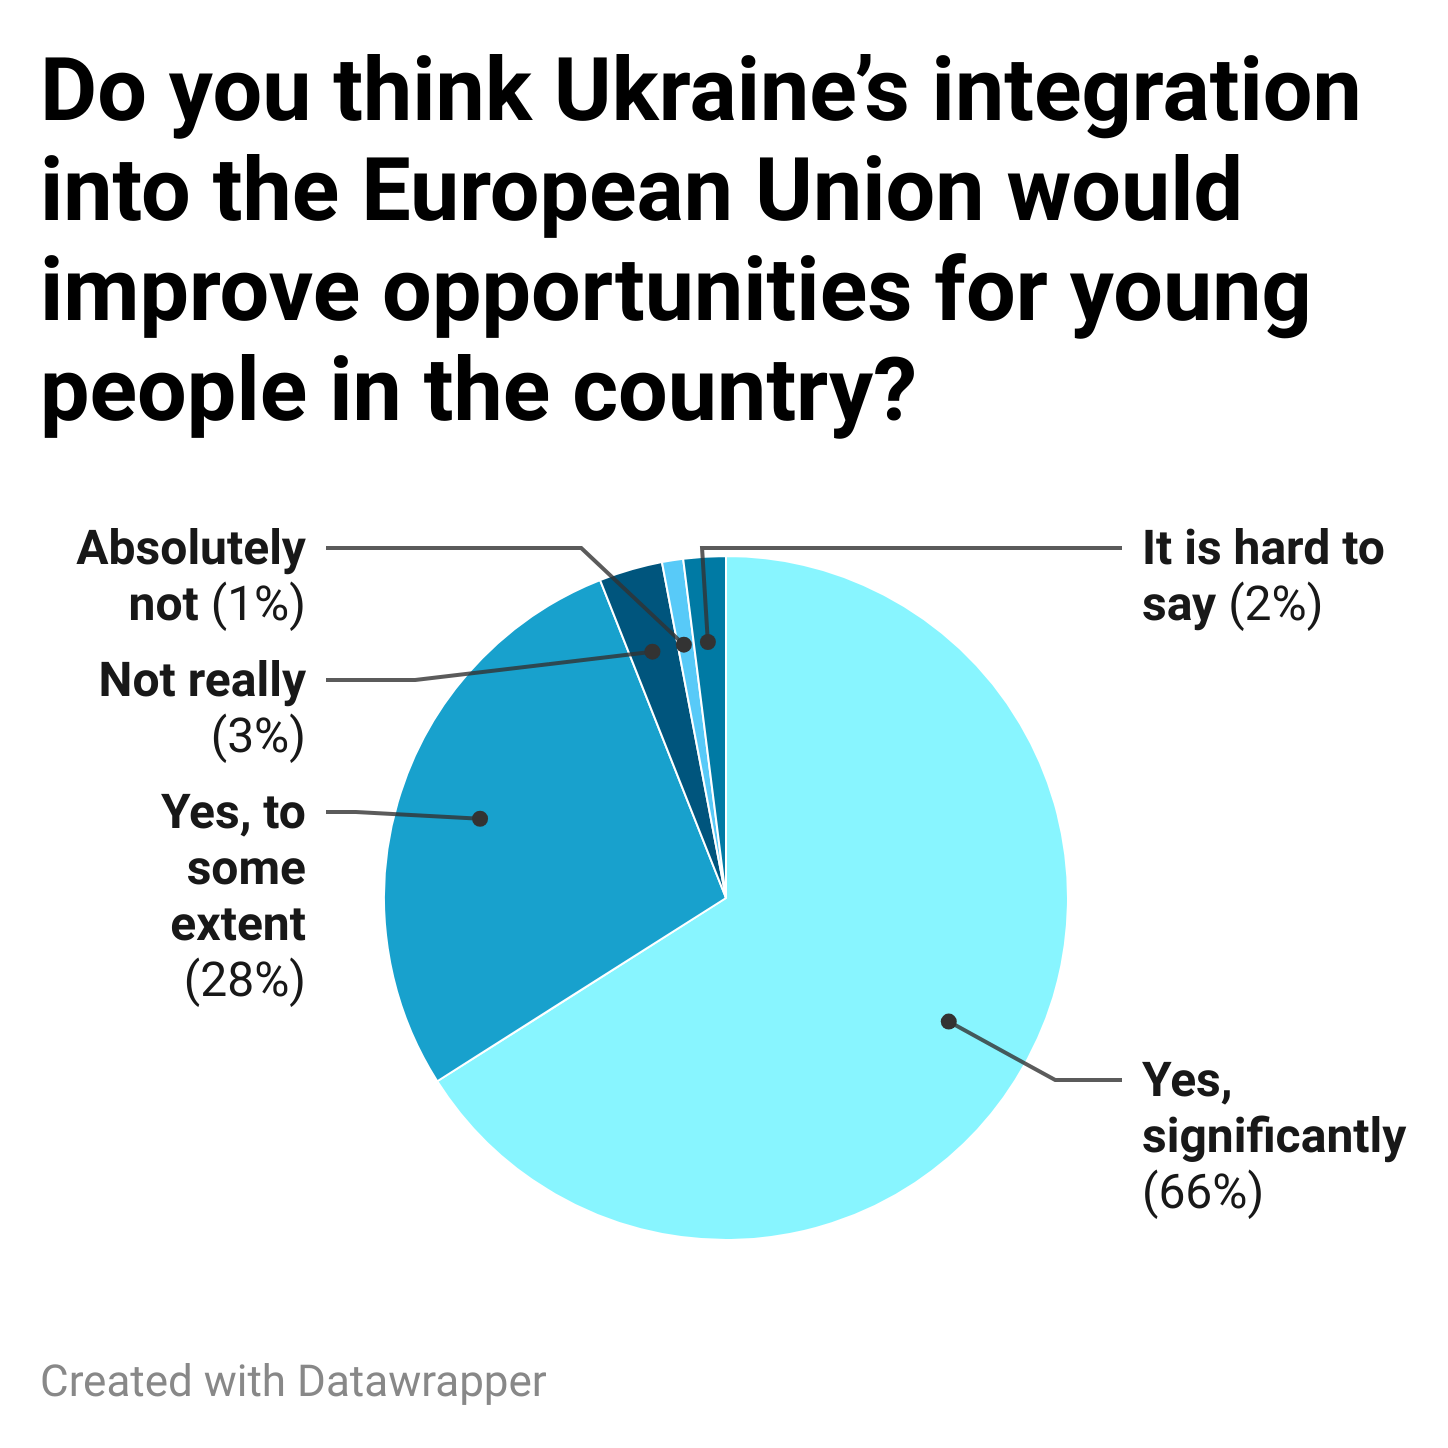 Do you think Ukraine’s integration
into the European Union would
improve opportunities for young
people in the country?
Absolutely
not (1%)
Not really
(3%)
Yes, to
some
extent
(28%)
It is hard to
say (2%)
Yes,
significantly
(66%)
Created with Datawrapper